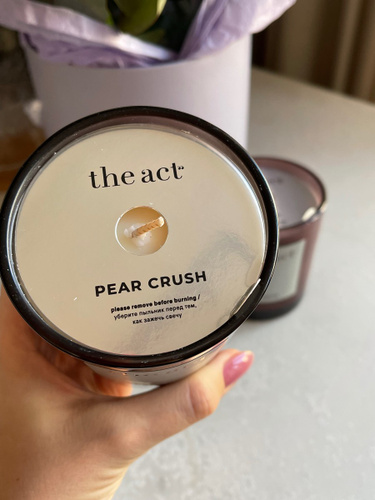 the act
PEAR CRUSH
please remove before burning /
уберите пыльник перед тем,
как зажечь свечу